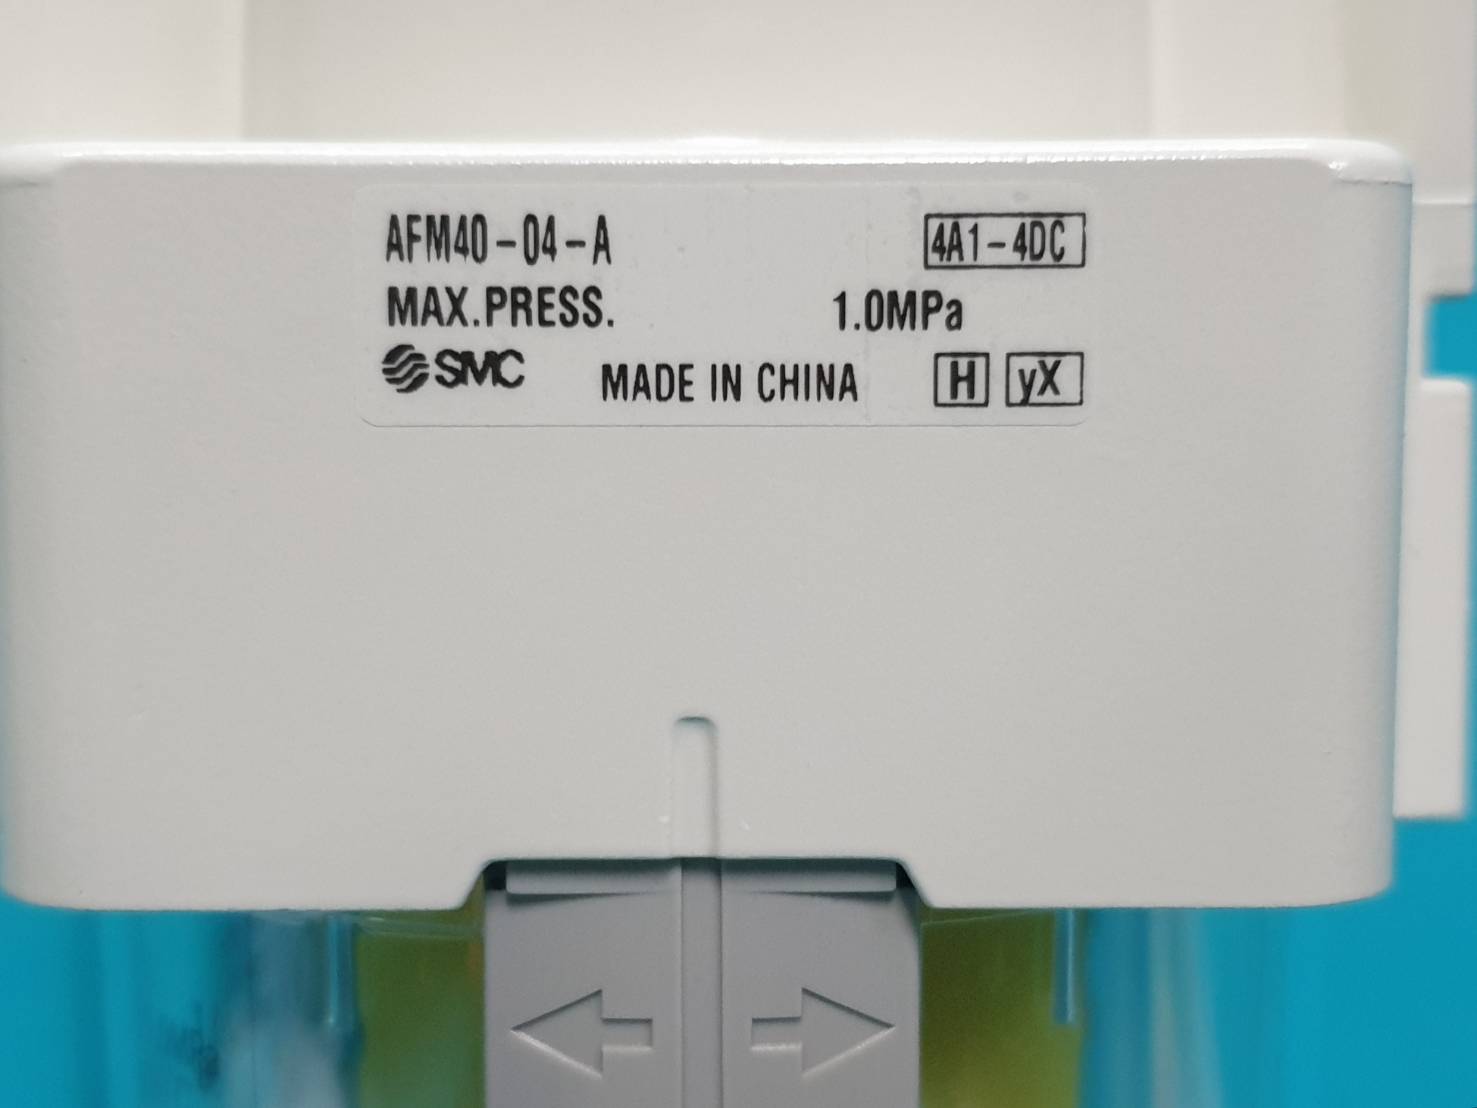 AFM40-04-A 4A1-4DC
MAX.PRESS. 1.0MPa
SMC MADE IN CHINA H yX